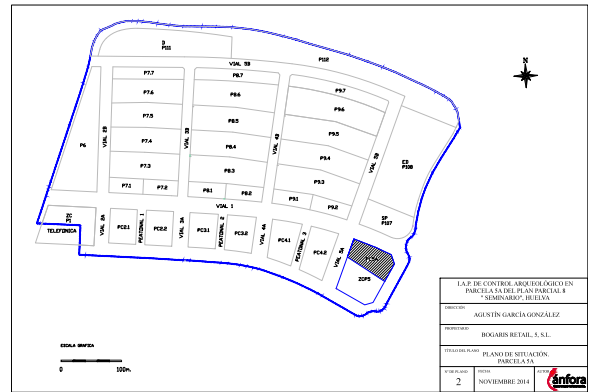 D
P111
P112
VIAL 5B
N
P7.7
P8.7
P9.7
P7.6
P8.6
P9.6
P7.5
P8.5
P9.5
P7.4
P8.4
P9.4
P7.3
P8.3
P9.3
P7.1
P7.2
P8.1
P8.2
P9.1
P9.2
P6
VIAL 2B
VIAL 3B
VIAL 4B
VIAL 5B
ED
P108
SP
P107
VIAL 1
TELEFONICA
VIAL 2A
PC2.1
PEATONAL 1
PC2.2
VIAL 3A
PC3.1
PEATONAL 2
PC3.2
VIAL 4A
PC4.1
PEATONAL 3
PC4.2
VIAL 5A
ZOP5
ESCALA GRAFICA
0
100m.
I.A.P. DE CONTROL ARQUEOLÓGICO EN
PARCELA 5A DEL PLAN PARCIAL 8
" SEMINARIO", HUELVA
DIRECCIÓN
AGUSTÍN GARCÍA GONZÁLEZ
PROPIETARIO
BOGARIS RETAIL, 5, S.L.
TÍTULO DEL PLANO
PLANO DE SITUACIÓN.
PARCELA 5A
Nº DE PLANO
2
FECHA
NOVIEMBRE 2014
ánfora